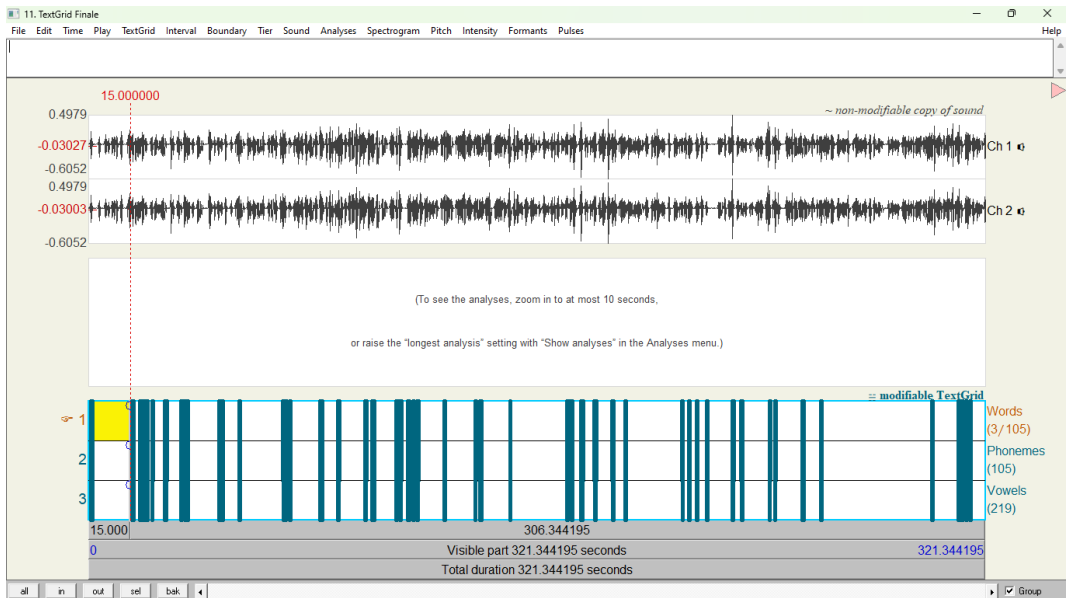 11. TextGrid Finale
File Edit Time Play TextGrid Interval Boundary Tier Sound Analyses Spectrogram Pitch Intensity Formants Pulses Help
15.000000
~ non-modifiable copy of sound
0.4979
-0.03027
Ch 1
-0.6052
0.4979
-0.03003
Ch 2
-0.6052
(To see the analyses, zoom in to at most 10 seconds,
or raise the “longest analysis” setting with “Show analyses” in the Analyses menu.)
modifiable TextGrid
1
Words
(3/105)
2
Phonemes
(105)
3
Vowels
(219)
15.000 306.344195
0 Visible part 321.344195 seconds 321.344195
Total duration 321.344195 seconds
all in out sel bak Group